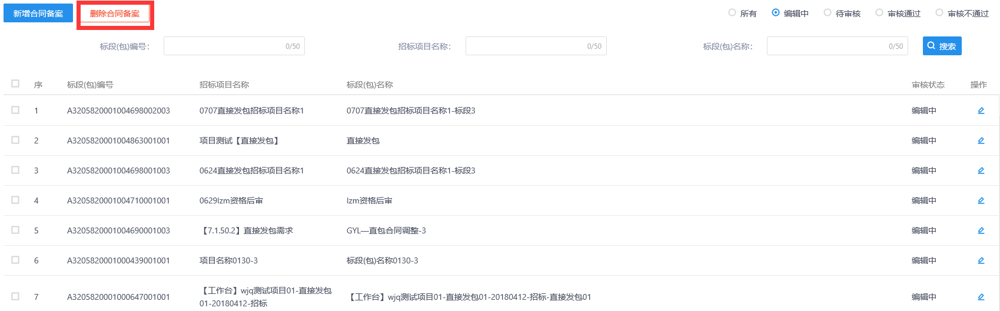 新增合同备案 删除合同备案 所有 编辑中 待审核 审核通过 审核不通过
标段(包)编号： 0/50 招标项目名称： 0/50 标段(包)名称： 0/50 搜索
序 标段(包)编号 招标项目名称 标段(包)名称 审核状态 操作
1 A3205820001004698002003 0707直接发包招标项目名称1 0707直接发包招标项目名称1-标段3 编辑中
2 A3205820001004863001001 项目测试【直接发包】 直接发包 编辑中
3 A3205820001004698001003 0624直接发包招标项目名称1 0624直接发包招标项目名称1-标段3 编辑中
4 A3205820001004710001001 0629lzm资格后审 lzm资格后审 编辑中
5 A3205820001004690001003 【7.1.50.2】直接发包需求 GYL—直包合同调整-3 编辑中
6 A3205820001000439001001 项目名称0130-3 标段(包)名称0130-3 编辑中
7 A3205820001000647001001 【工作台】wjq测试项目01-直接发包 【工作台】wjq测试项目01-直接发包01-20180412-招标-直接发包01 编辑中
01-20180412-招标